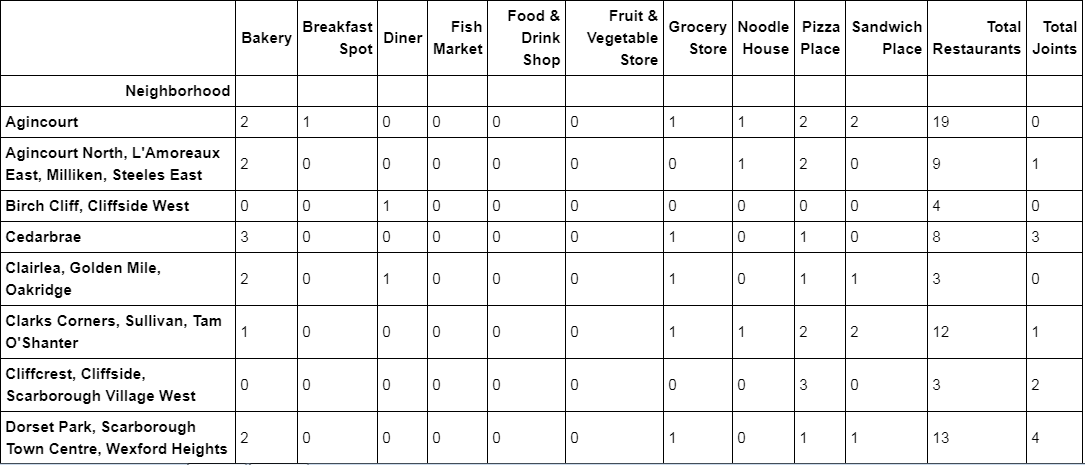 Bakery Breakfast Spot Diner Fish Market Food & Drink Shop Fruit & Vegetable Store Grocery Store Noodle House Pizza Place Sandwich Place Total Restaurants Total Joints
Neighborhood
Agincourt 2 1 0 0 0 0 1 1 2 2 19 0
Agincourt North, L'Amoreaux East, Milliken, Steeles East 2 0 0 0 0 0 0 1 2 0 9 1
Birch Cliff, Cliffside West 0 0 1 0 0 0 0 0 0 0 4 0
Cedarbrae 3 0 0 0 0 0 1 0 1 0 8 3
Clairlea, Golden Mile, Oakridge 2 0 1 0 0 0 1 0 1 1 3 0
Clarks Corners, Sullivan, Tam O'Shanter 1 0 0 0 0 0 1 1 2 2 12 1
Cliffcrest, Cliffside, Scarborough Village West 0 0 0 0 0 0 0 0 3 0 3 2
Dorset Park, Scarborough Town Centre, Wexford Heights 2 0 0 0 0 0 1 0 1 1 13 4